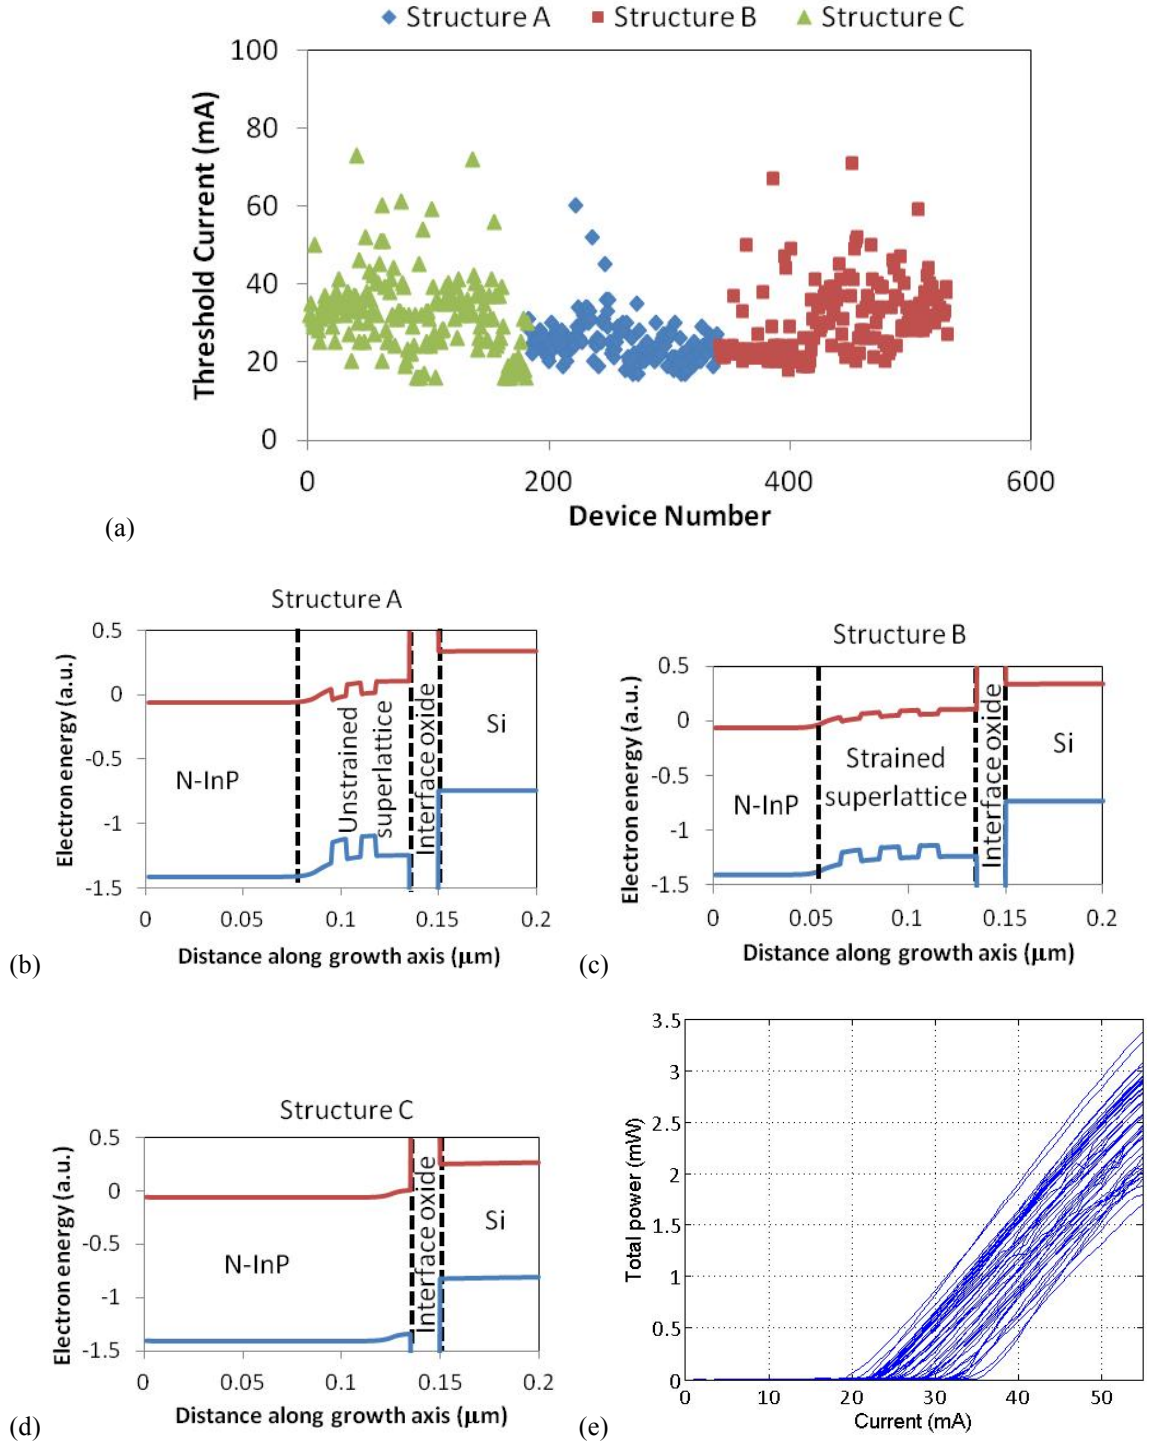 Structure A Structure B Structure C
100
80
60
40
20
0
0 200 400 600
Threshold Current (mA)
Device Number
(a)
Structure A
0.5
0
-0.5
-1
-1.5
0 0.05 0.1 0.15 0.2
Electron energy (a.u.)
N-InP
Unstrained
superlattice
Interface oxide
Si
Distance along growth axis (μm)
(b)
Structure B
0.5
0
-0.5
-1
-1.5
0 0.05 0.1 0.15 0.2
Electron energy (a.u.)
N-InP
Strained
superlattice
Interface oxide
Si
Distance along growth axis (μm)
(c)
Structure C
0.5
0
-0.5
-1
-1.5
0 0.05 0.1 0.15 0.2
Electron energy (a.u.)
N-InP
Interface oxide
Si
Distance along growth axis (μm)
(d)
3.5
3
2.5
2
1.5
1
0.5
0
0 10 20 30 40 50
Total power (mW)
Current (mA)
(e)